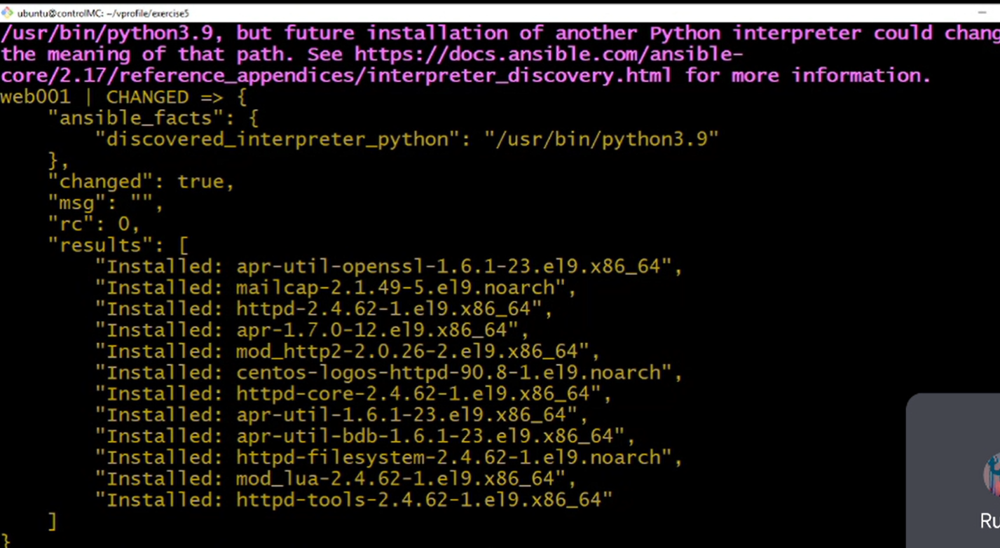 ubuntu@controlMC: ~/vprofile/exercise5
/usr/bin/python3.9, but future installation of another Python interpreter could chang
the meaning of that path. See https://docs.ansible.com/ansible-
core/2.17/reference_appendices/interpreter_discovery.html for more information.
web001 | CHANGED => {
    "ansible_facts": {
        "discovered_interpreter_python": "/usr/bin/python3.9"
    },
    "changed": true,
    "msg": "",
    "rc": 0,
    "results": [
        "Installed: apr-util-openssl-1.6.1-23.el9.x86_64",
        "Installed: mailcap-2.1.49-5.el9.noarch",
        "Installed: httpd-2.4.62-1.el9.x86_64",
        "Installed: apr-1.7.0-12.el9.x86_64",
        "Installed: mod_http2-2.0.26-2.el9.x86_64",
        "Installed: centos-logos-httpd-90.8-1.el9.noarch",
        "Installed: httpd-core-2.4.62-1.el9.x86_64",
        "Installed: apr-util-1.6.1-23.el9.x86_64",
        "Installed: apr-util-bdb-1.6.1-23.el9.x86_64",
        "Installed: httpd-filesystem-2.4.62-1.el9.noarch",
        "Installed: mod_lua-2.4.62-1.el9.x86_64",
        "Installed: httpd-tools-2.4.62-1.el9.x86_64"
    ]
}
Ru